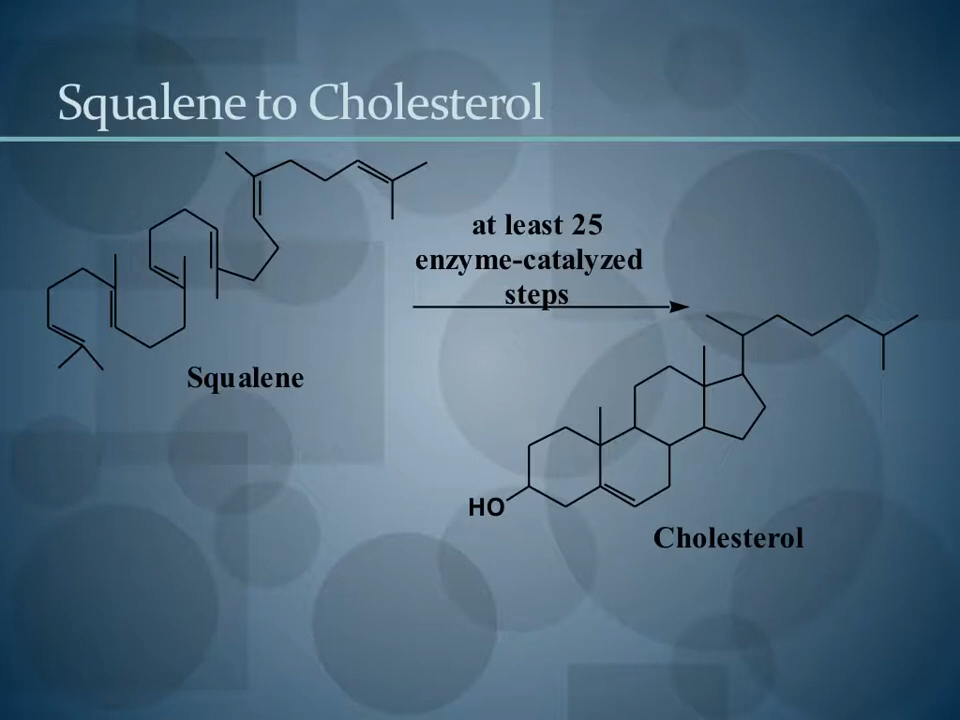 Squalene to Cholesterol
at least 25
enzyme-catalyzed
steps
Squalene
HO
Cholesterol